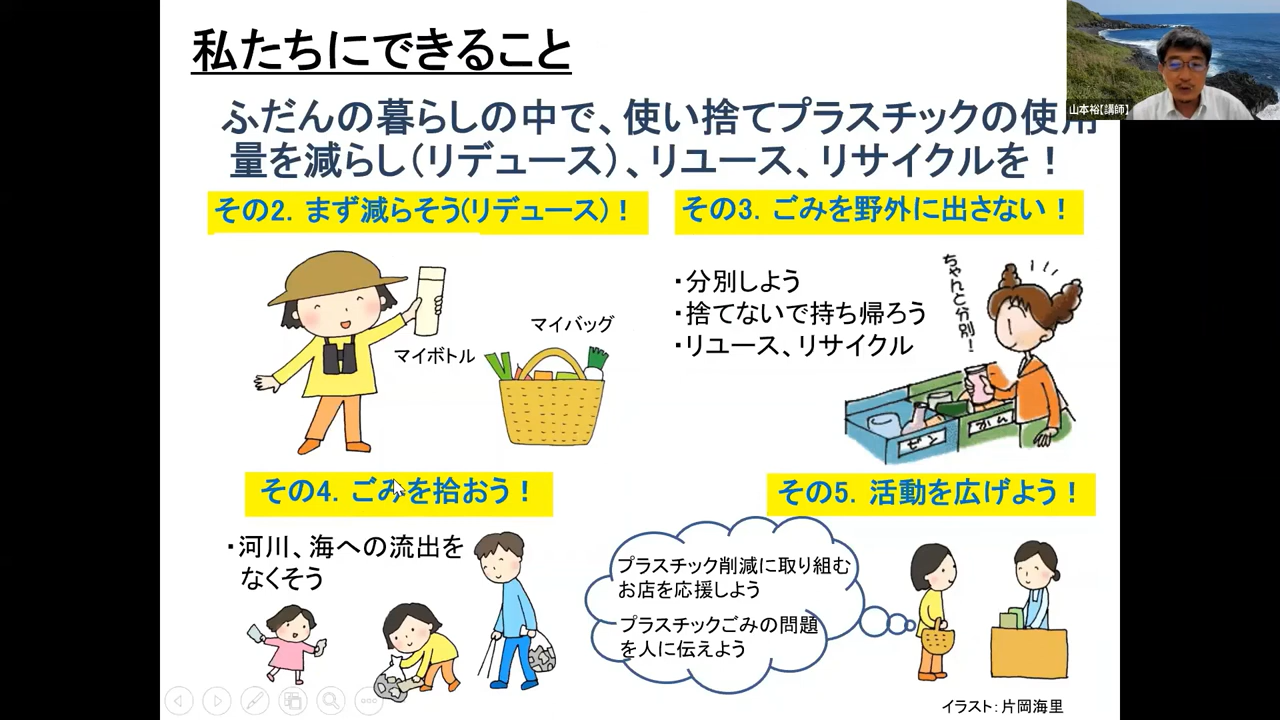 私たちにできること
山本裕【講師】
ふだんの暮らしの中で、使い捨てプラスチックの使用
量を減らし(リデュース)、リユース、リサイクルを！
その2. まず減らそう(リデュース)！
その3. ごみを野外に出さない！
マイボトル
マイバッグ
・分別しよう
・捨てないで持ち帰ろう
・リユース、リサイクル
ちゃんと分別！
ビン
かん
その4. ごみを拾おう！
・河川、海への流出を
なくそう
その5. 活動を広げよう！
プラスチック削減に取り組む
お店を応援しよう
プラスチックごみの問題
を人に伝えよう
イラスト：片岡海里